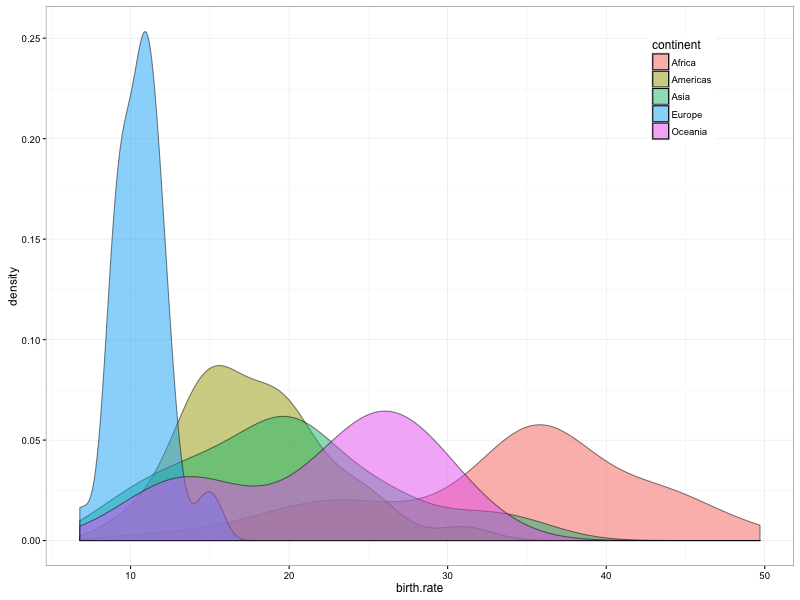 0.25
0.20
0.15
0.10
0.05
0.00
density
10 20 30 40 50
birth.rate
continent
Africa
Americas
Asia
Europe
Oceania